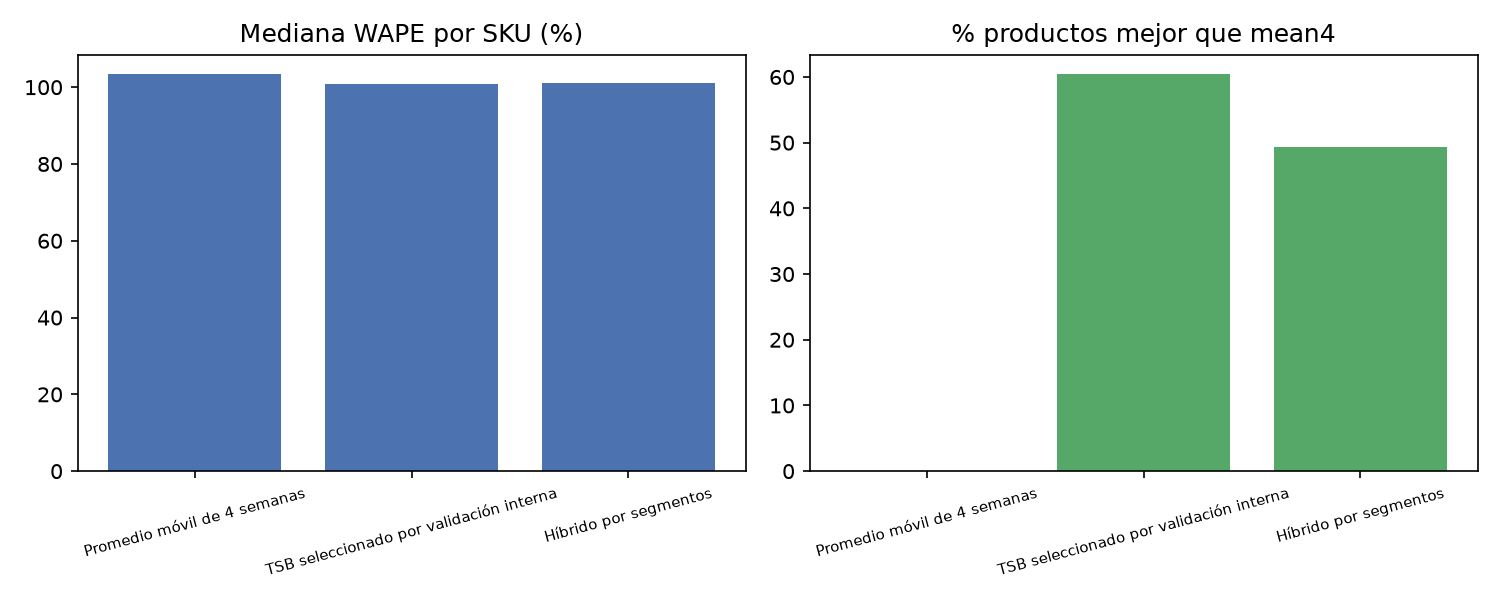 Mediana WAPE por SKU (%)
100
80
60
40
20
0
Promedio móvil de 4 semanas
TSB seleccionado por validación interna
Híbrido por segmentos
% productos mejor que mean4
60
50
40
30
20
10
0
Promedio móvil de 4 semanas
TSB seleccionado por validación interna
Híbrido por segmentos